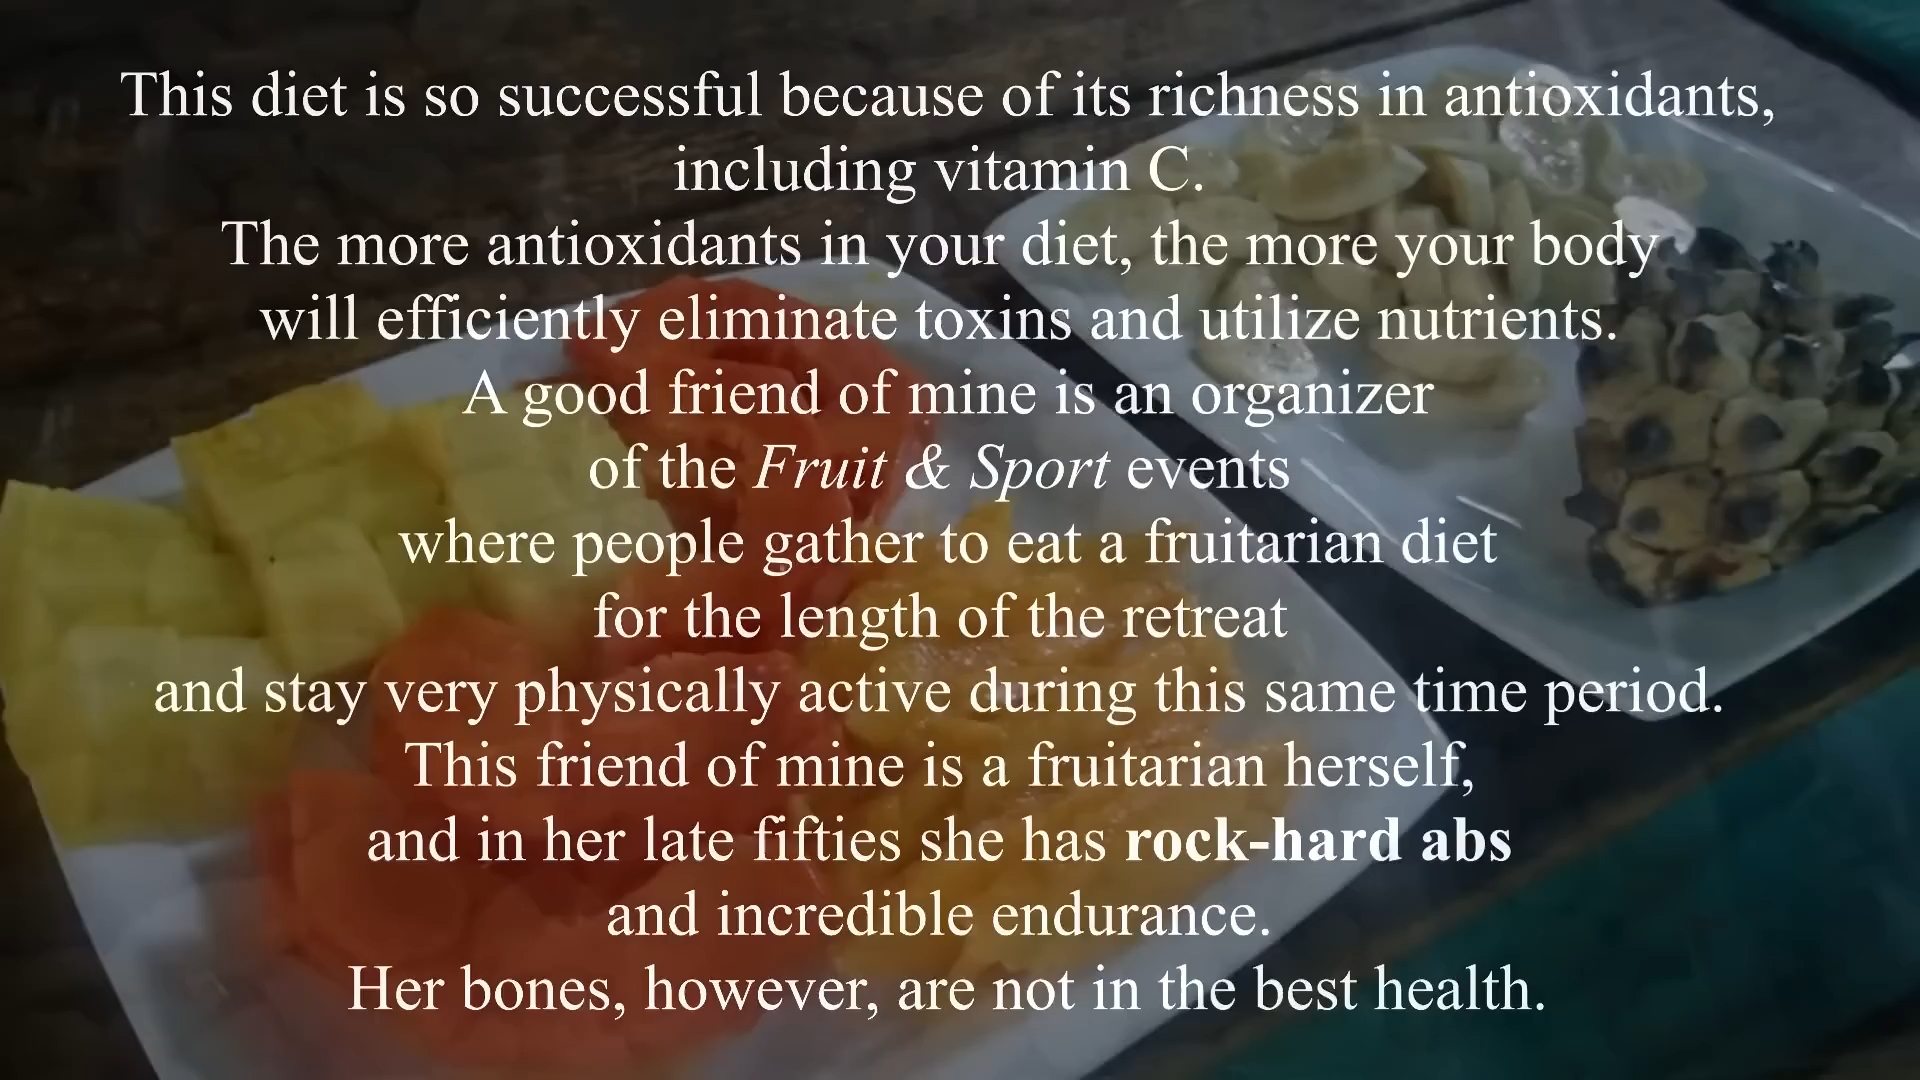 This diet is so successful because of its richness in antioxidants,
including vitamin C.
The more antioxidants in your diet, the more your body
will efficiently eliminate toxins and utilize nutrients.
A good friend of mine is an organizer
of the Fruit & Sport events
where people gather to eat a fruitarian diet
for the length of the retreat
and stay very physically active during this same time period.
This friend of mine is a fruitarian herself,
and in her late fifties she has rock-hard abs
and incredible endurance.
Her bones, however, are not in the best health.